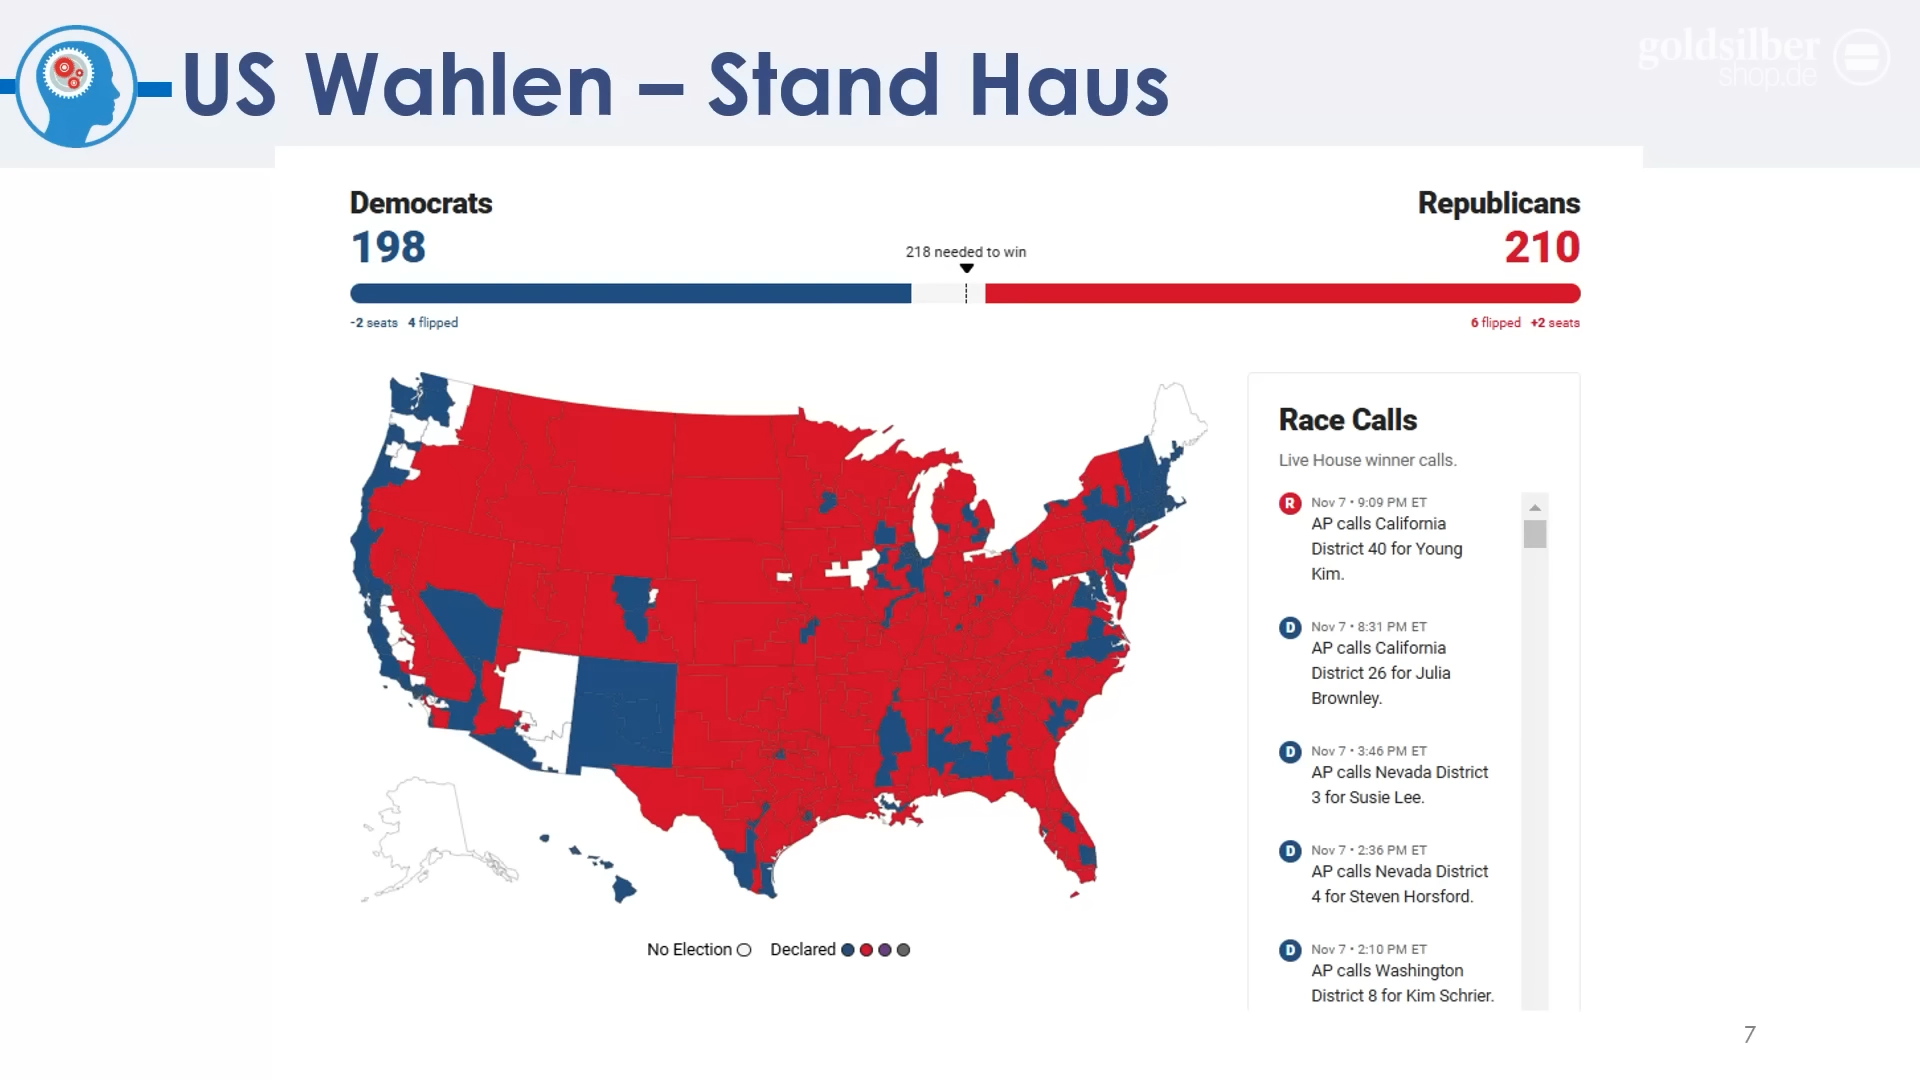 US Wahlen – Stand Haus
goldsilber
shop.de
Democrats
Republicans
198
210
218 needed to win
-2 seats 4 flipped
6 flipped +2 seats
Race Calls
Live House winner calls.
R Nov 7 • 9:09 PM ET
AP calls California
District 40 for Young
Kim.
D Nov 7 • 8:31 PM ET
AP calls California
District 26 for Julia
Brownley.
D Nov 7 • 3:46 PM ET
AP calls Nevada District
3 for Susie Lee.
D Nov 7 • 2:36 PM ET
AP calls Nevada District
4 for Steven Horsford.
D Nov 7 • 2:10 PM ET
AP calls Washington
District 8 for Kim Schrier.
No Election Declared
7